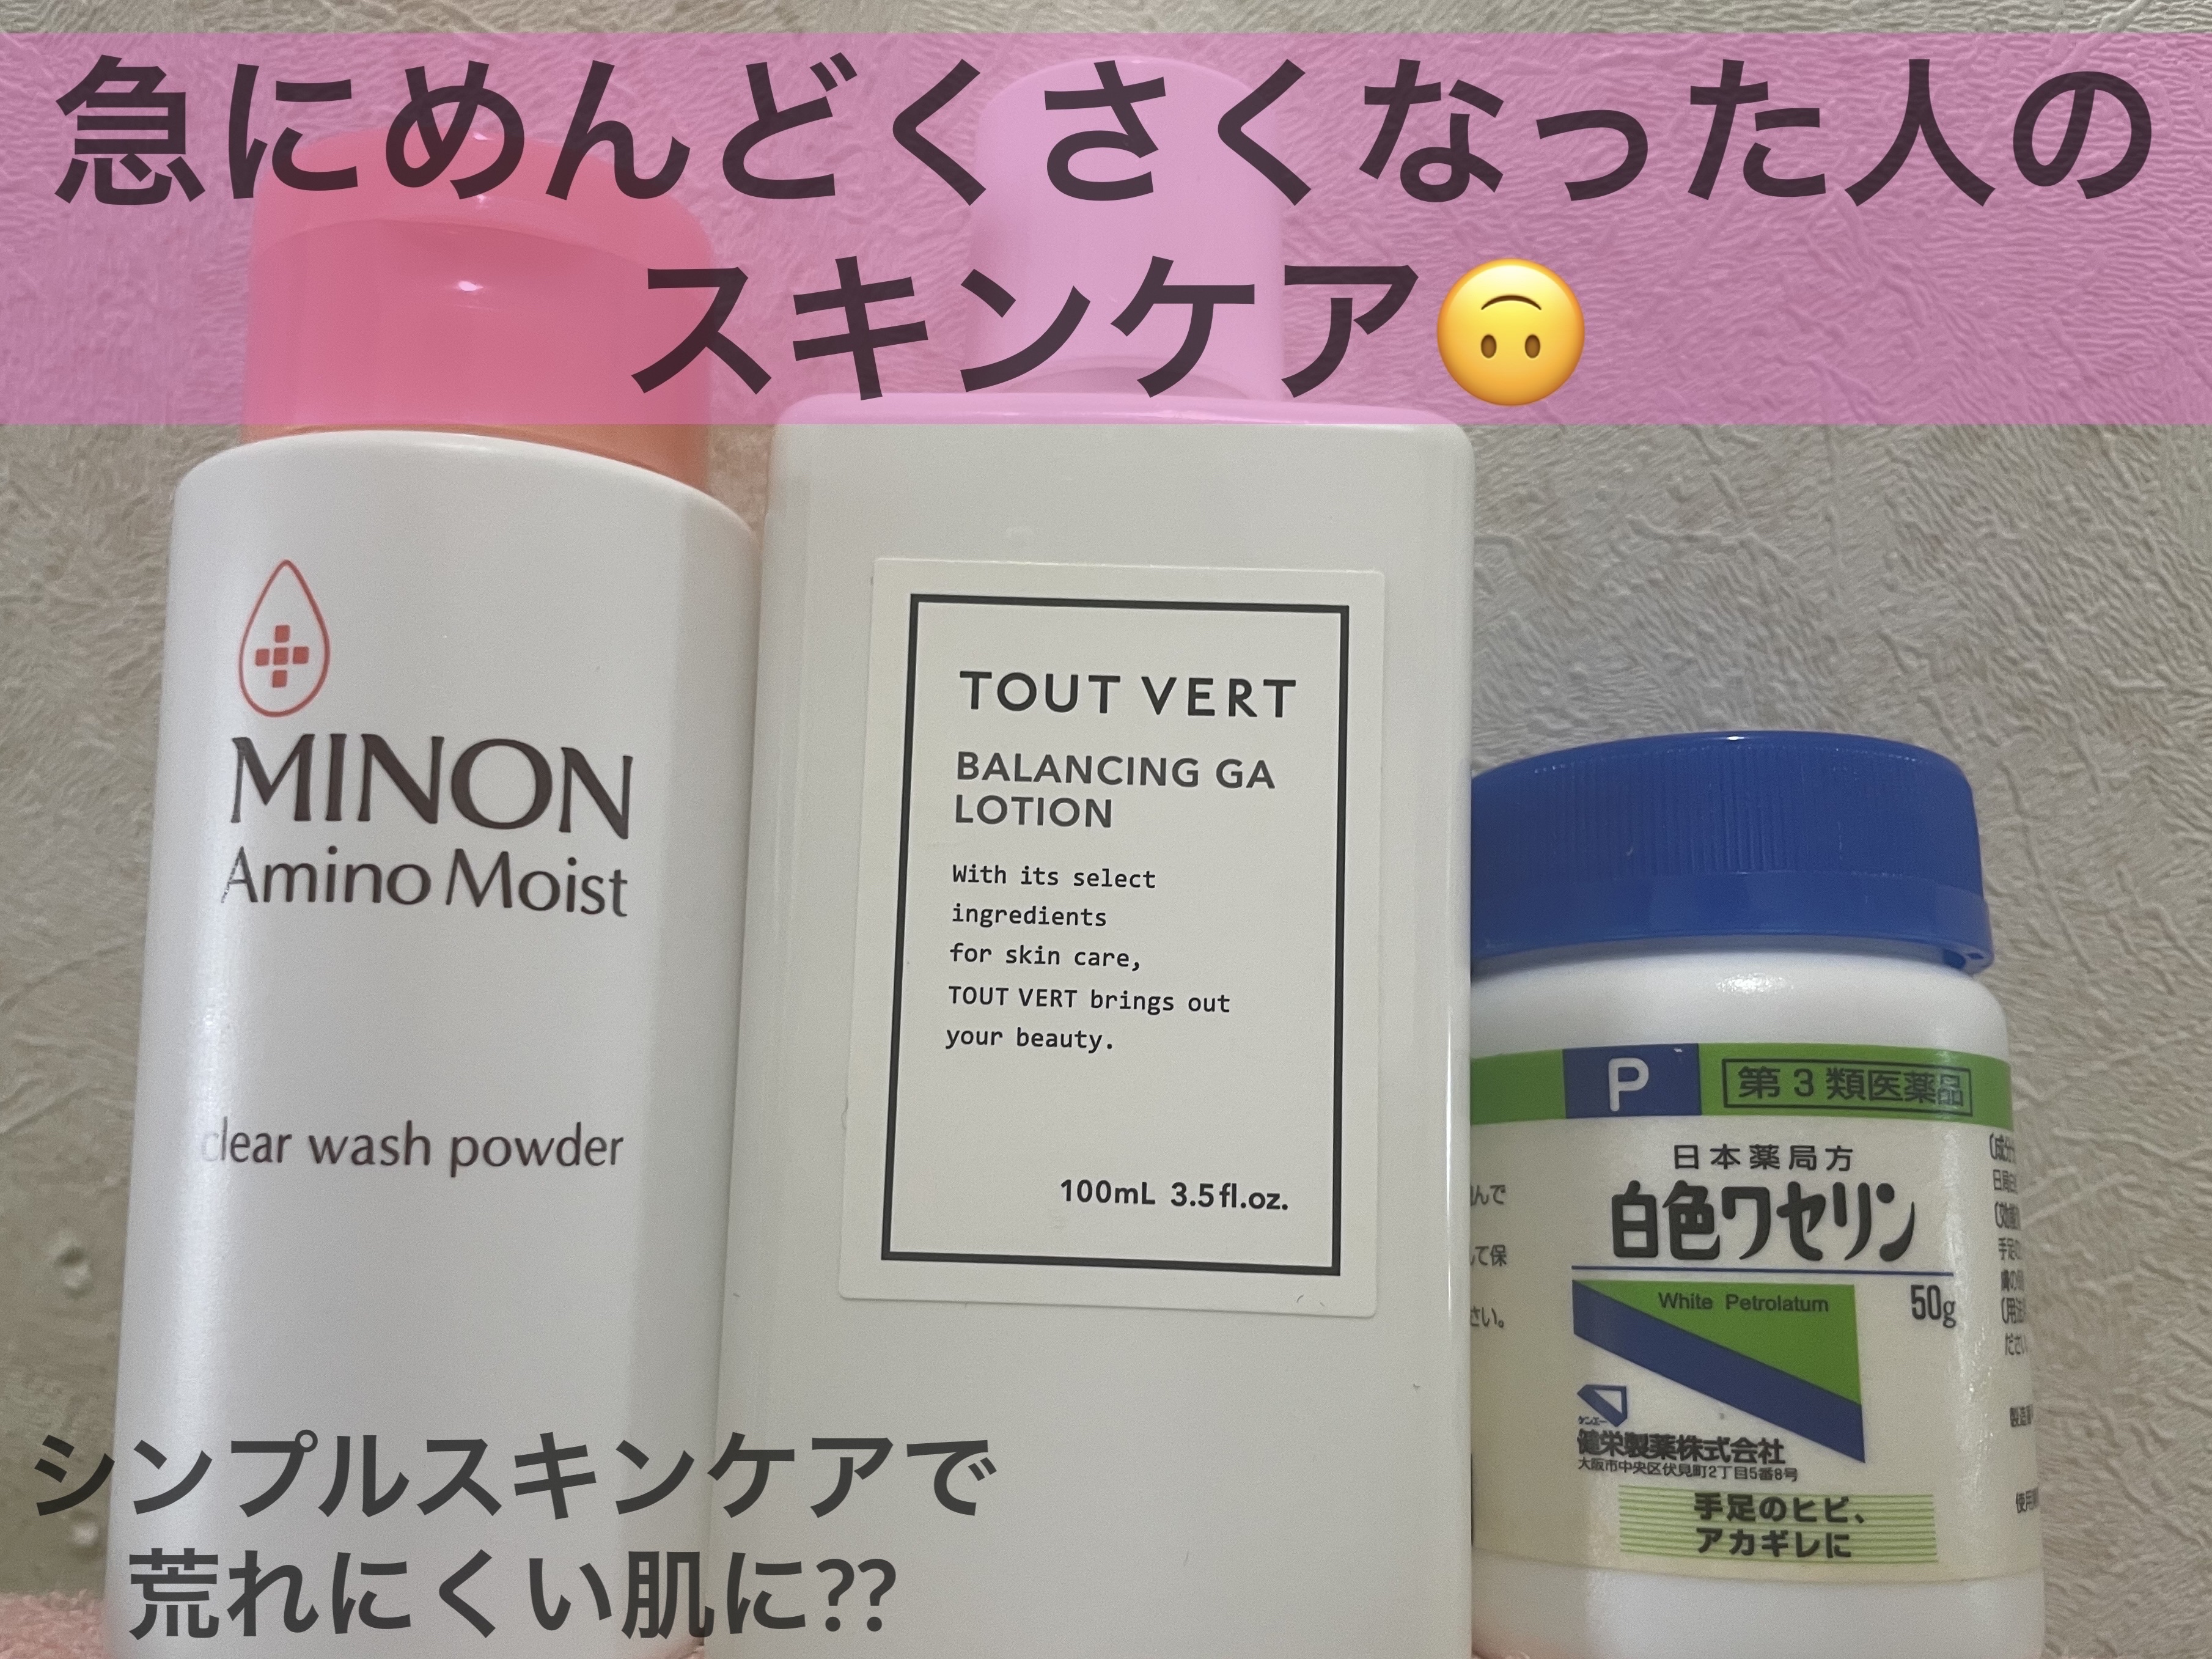 急にめんどくさくなった人の
スキンケア🙃
MINON
Amino Moist
clear wash powder
TOUT VERT
BALANCING GA
LOTION
With its select
ingredients
for skin care,
TOUT VERT brings out
your beauty.
100mL 3.5fl.oz.
P 第3類医薬品
日本薬局方
白色ワセリン
White Petrolatum
50g
ケンエー
健栄製薬株式会社
大阪市中央区伏見町2丁目5番8号
手足のヒビ、
アカギレに
シンプルスキンケアで
荒れにくい肌に??